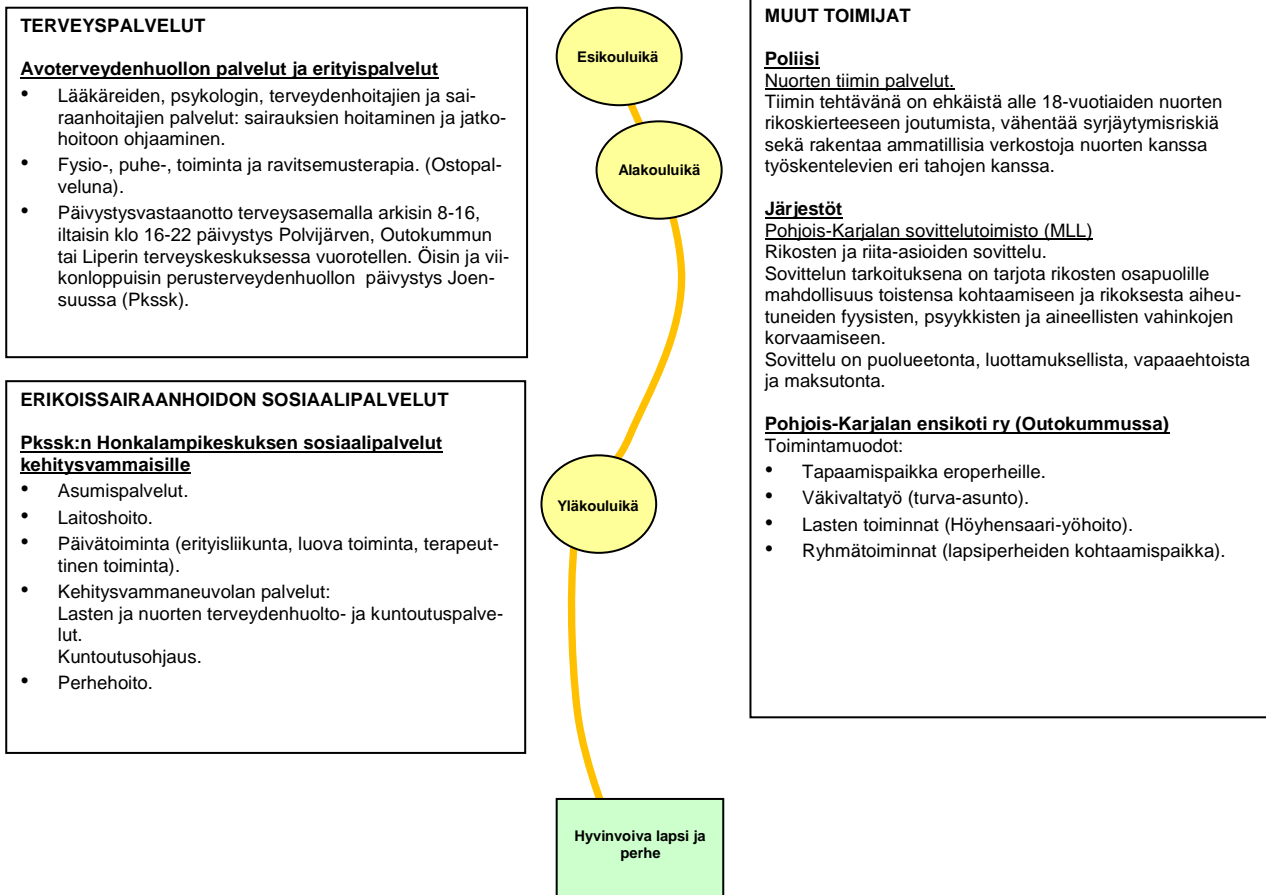 TERVEYSPALVELUT
Avoterveydenhuollon palvelut ja erityispalvelut
• Lääkäreiden, psykologin, terveydenhoitajien ja sai-
raanhoitajien palvelut: sairauksien hoitaminen ja jatko-
hoitoon ohjaaminen.
• Fysio-, puhe-, toiminta ja ravitsemusterapia. (Ostopal-
veluna).
• Päivystysvastaanotto terveysasemalla arkisin 8-16,
iltaisin klo 16-22 päivystys Polvijärven, Outokummun
tai Liperin terveyskeskuksessa vuorotellen. Öisin ja vii-
konloppuisin perusterveydenhuollon päivystys Joen-
suussa (Pkssk).
ERIKOISSAIRAANHOIDON SOSIAALIPALVELUT
Pkssk:n Honkalampikeskuksen sosiaalipalvelut
kehitysvammaisille
• Asumispalvelut.
• Laitoshoito.
• Päivätoiminta (erityisliikunta, luova toiminta, terapeut-
tinen toiminta).
• Kehitysvammaneuvolan palvelut:
Lasten ja nuorten terveydenhuolto- ja kuntoutuspalve-
lut.
Kuntoutusohjaus.
• Perhehoito.
Esikouluikä
Alakouluikä
Yläkouluikä
Hyvinvoiva lapsi ja
perhe
MUUT TOIMIJAT
Poliisi
Nuorten tiimin palvelut.
Tiimin tehtävänä on ehkäistä alle 18-vuotiaiden nuorten
rikoskierteeseen joutumista, vähentää syrjäytymisriskiä
sekä rakentaa ammatillisia verkostoja nuorten kanssa
työskentelevien eri tahojen kanssa.
Järjestöt
Pohjois-Karjalan sovittelutoimisto (MLL)
Rikosten ja riita-asioiden sovittelu.
Sovittelun tarkoituksena on tarjota rikosten osapuolille
mahdollisuus toistensa kohtaamiseen ja rikoksesta aiheu-
tuneiden fyysisten, psyykkisten ja aineellisten vahinkojen
korvaamiseen.
Sovittelu on puolueetonta, luottamuksellista, vapaaehtoista
ja maksutonta.
Pohjois-Karjalan ensikoti ry (Outokummussa)
Toimintamuodot:
• Tapaamispaikka eroperheille.
• Väkivaltatyö (turva-asunto).
• Lasten toiminnat (Höyhensaari-yöhoito).
• Ryhmätoiminnat (lapsiperheiden kohtaamispaikka).